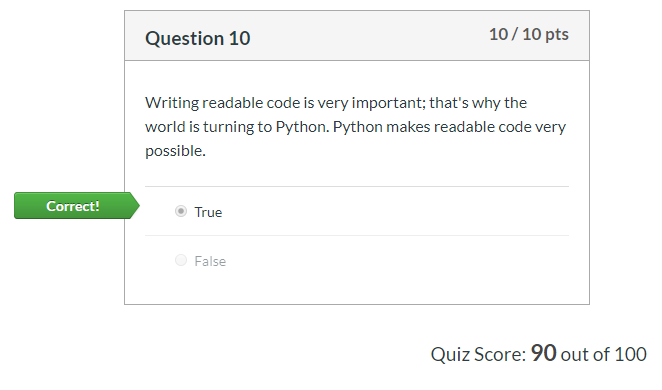 Question 10
10 / 10 pts
Writing readable code is very important; that's why the
world is turning to Python. Python makes readable code very
possible.
Correct!
True
False
Quiz Score: 90 out of 100